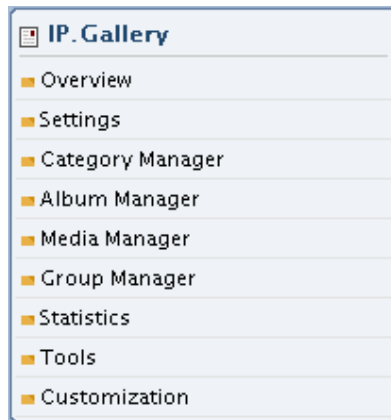 IP.Gallery
Overview
Settings
Category Manager
Album Manager
Media Manager
Group Manager
Statistics
Tools
Customization